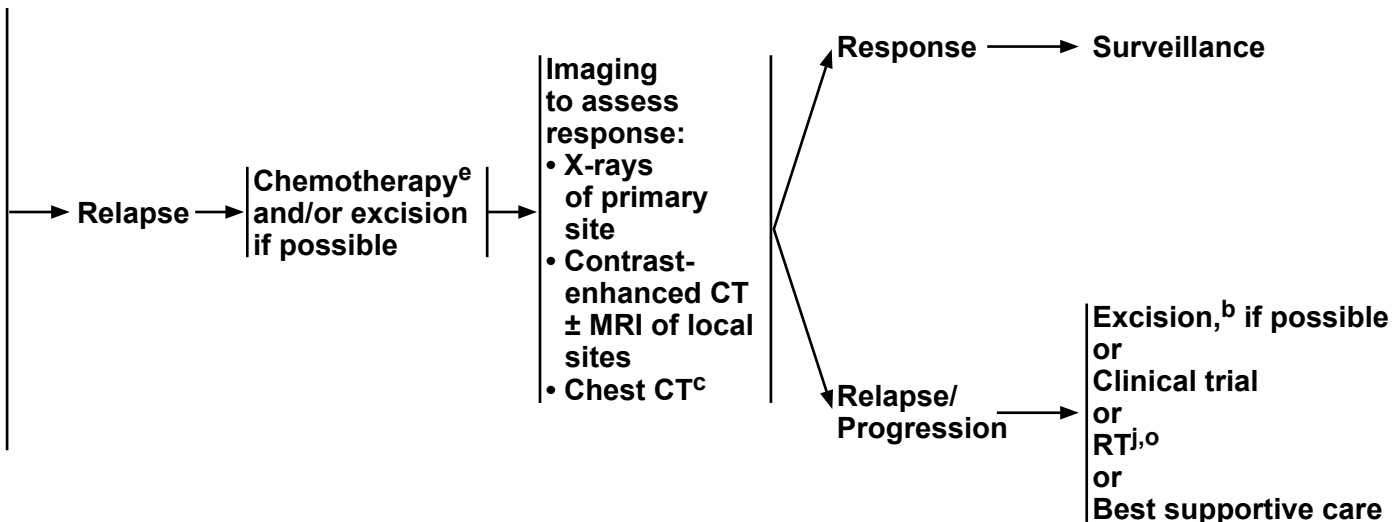 Relapse
Chemotherapyᵉ
and/or excision
if possible
Imaging
to assess
response:
• X-rays
of primary
site
• Contrast-
enhanced CT
± MRI of local
sites
• Chest CTᶜ
Response
Surveillance
Relapse/
Progression
Excision,ᵇ if possible
or
Clinical trial
or
RTʲ,ᵒ
or
Best supportive care